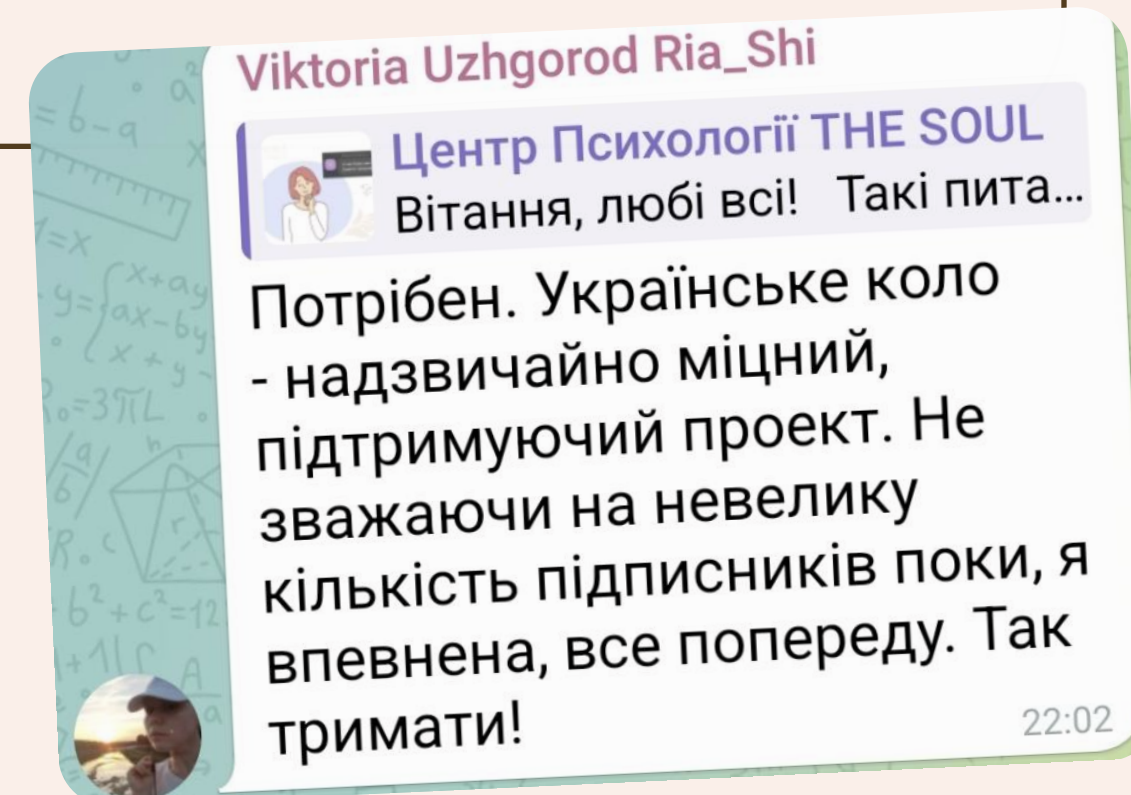 Viktoria Uzhgorod Ria_Shi
Центр Психології THE SOUL
Вітання, любі всі! Такі пита...
Потрібен. Українське коло
- надзвичайно міцний,
підтримуючий проект. Не
зважаючи на невелику
кількість підписників поки, я
впевнена, все попереду. Так
тримати!
22:02